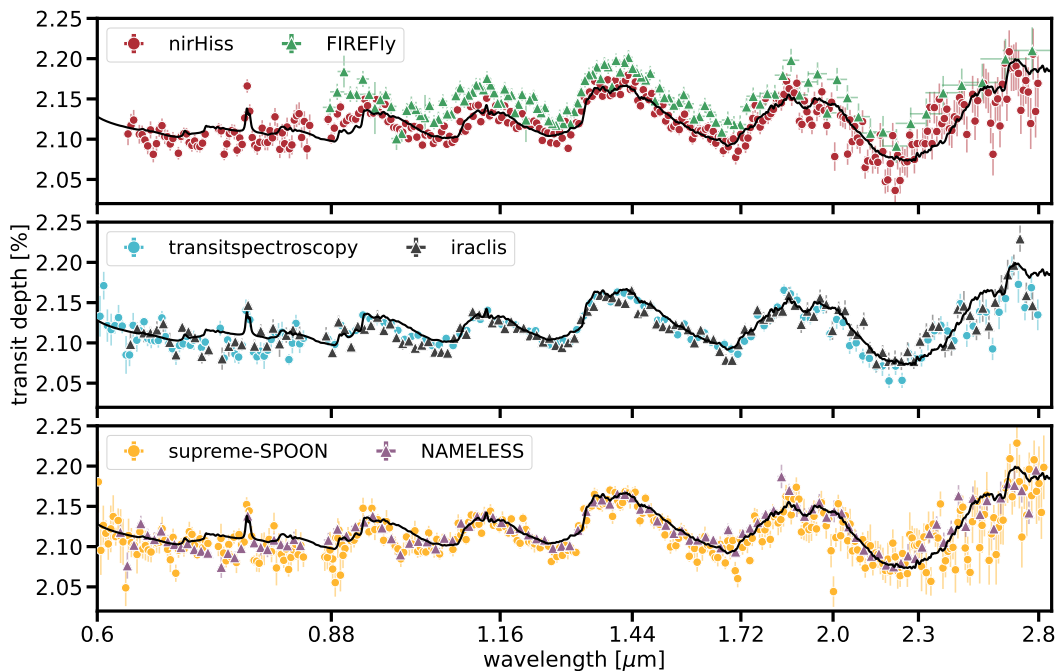 2.25
2.20
2.15
2.10
2.05
nirHiss FIREFly
2.25
2.20
2.15
2.10
2.05
transitspectroscopy iraclis
transit depth [%]
2.25
2.20
2.15
2.10
2.05
supreme-SPOON NAMELESS
0.6 0.88 1.16 1.44 1.72 2.0 2.3 2.8
wavelength [μm]